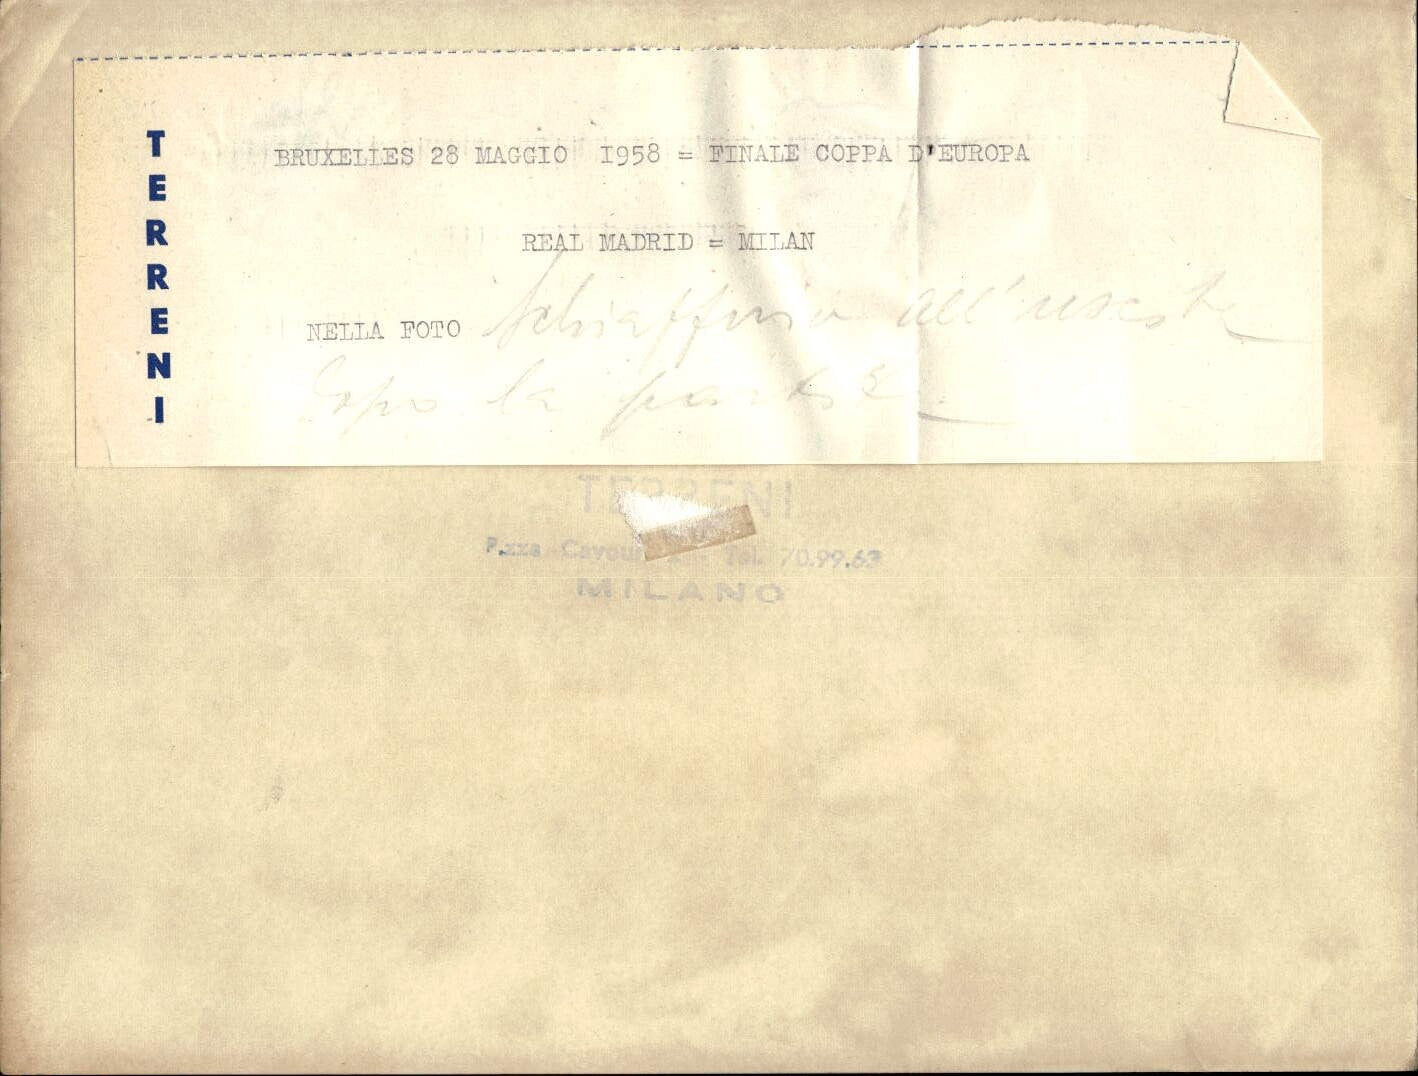 TERRENI
BRUXELLES 28 MAGGIO 1958 = FINALE COPPA D'EUROPA
REAL MADRID = MILAN
NELLA FOTO Schiaffino all'uscita
dopo la partita
TERRENI
P.zza Cavour - Tel. 70.99.63
MILANO